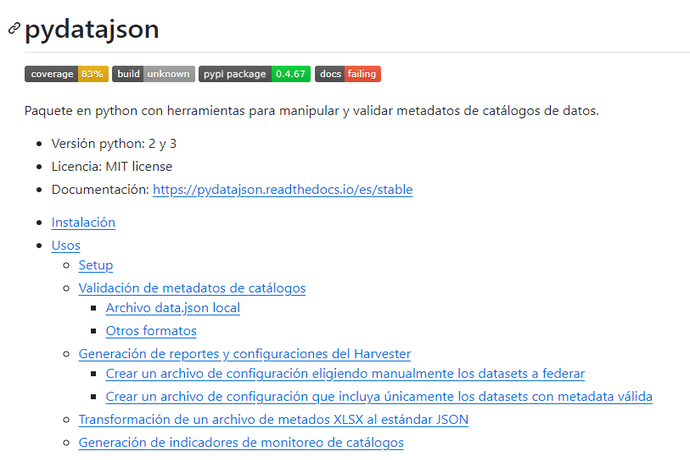 pydatajson
coverage 83% build unknown pypi package 0.4.67 docs failing
Paquete en python con herramientas para manipular y validar metadatos de catálogos de datos.
Versión python: 2 y 3
Licencia: MIT license
Documentación: https://pydatajson.readthedocs.io/es/stable
Instalación
Usos
Setup
Validación de metadatos de catálogos
Archivo data.json local
Otros formatos
Generación de reportes y configuraciones del Harvester
Crear un archivo de configuración eligiendo manualmente los datasets a federar
Crear un archivo de configuración que incluya únicamente los datasets con metadata válida
Transformación de un archivo de metados XLSX al estándar JSON
Generación de indicadores de monitoreo de catálogos